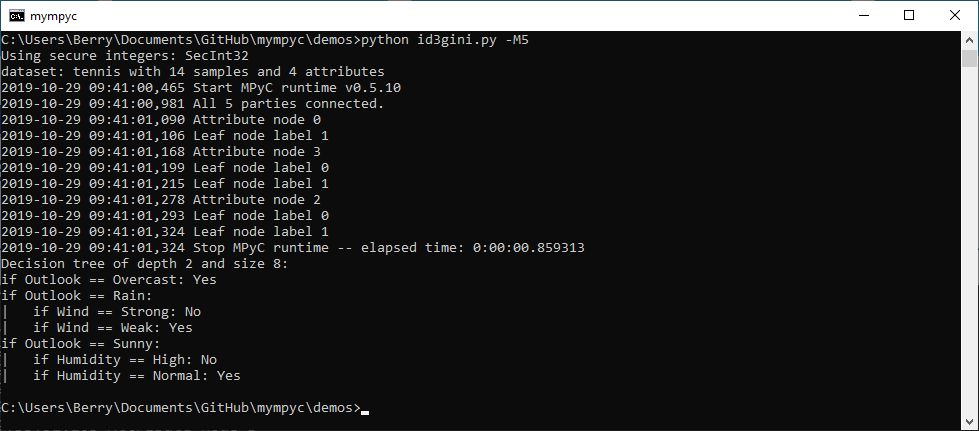 mympyc
C:\Users\Berry\Documents\GitHub\mympyc\demos>python id3gini.py -M5
Using secure integers: SecInt32
dataset: tennis with 14 samples and 4 attributes
2019-10-29 09:41:00,465 Start MPyC runtime v0.5.10
2019-10-29 09:41:00,981 All 5 parties connected.
2019-10-29 09:41:01,090 Attribute node 0
2019-10-29 09:41:01,106 Leaf node label 1
2019-10-29 09:41:01,168 Attribute node 3
2019-10-29 09:41:01,199 Leaf node label 0
2019-10-29 09:41:01,215 Leaf node label 1
2019-10-29 09:41:01,278 Attribute node 2
2019-10-29 09:41:01,293 Leaf node label 0
2019-10-29 09:41:01,324 Leaf node label 1
2019-10-29 09:41:01,324 Stop MPyC runtime -- elapsed time: 0:00:00.859313
Decision tree of depth 2 and size 8:
if Outlook == Overcast: Yes
if Outlook == Rain:
|   if Wind == Strong: No
|   if Wind == Weak: Yes
if Outlook == Sunny:
|   if Humidity == High: No
|   if Humidity == Normal: Yes
C:\Users\Berry\Documents\GitHub\mympyc\demos>